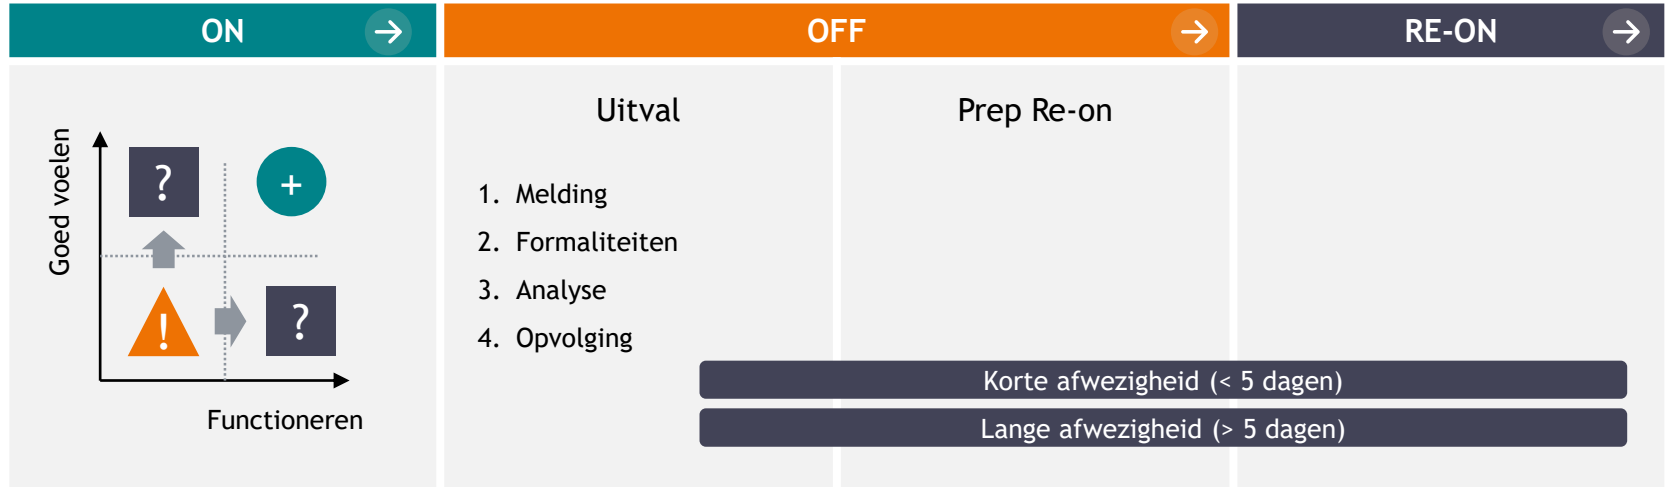 ON
OFF
RE-ON
Goed voelen
?
+
!
?
Functioneren
Uitval
1. Melding
2. Formaliteiten
3. Analyse
4. Opvolging
Prep Re-on
Korte afwezigheid (< 5 dagen)
Lange afwezigheid (> 5 dagen)